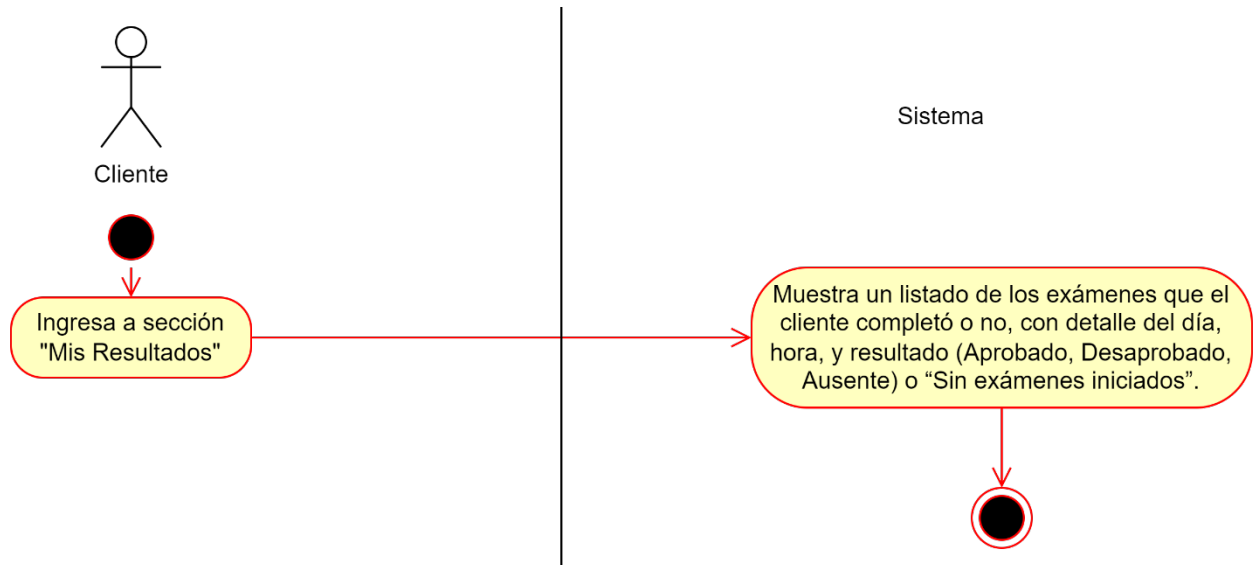 Cliente
Sistema
Ingresa a sección
"Mis Resultados"
Muestra un listado de los exámenes que el
cliente completó o no, con detalle del día,
hora, y resultado (Aprobado, Desaprobado,
Ausente) o “Sin exámenes iniciados”.